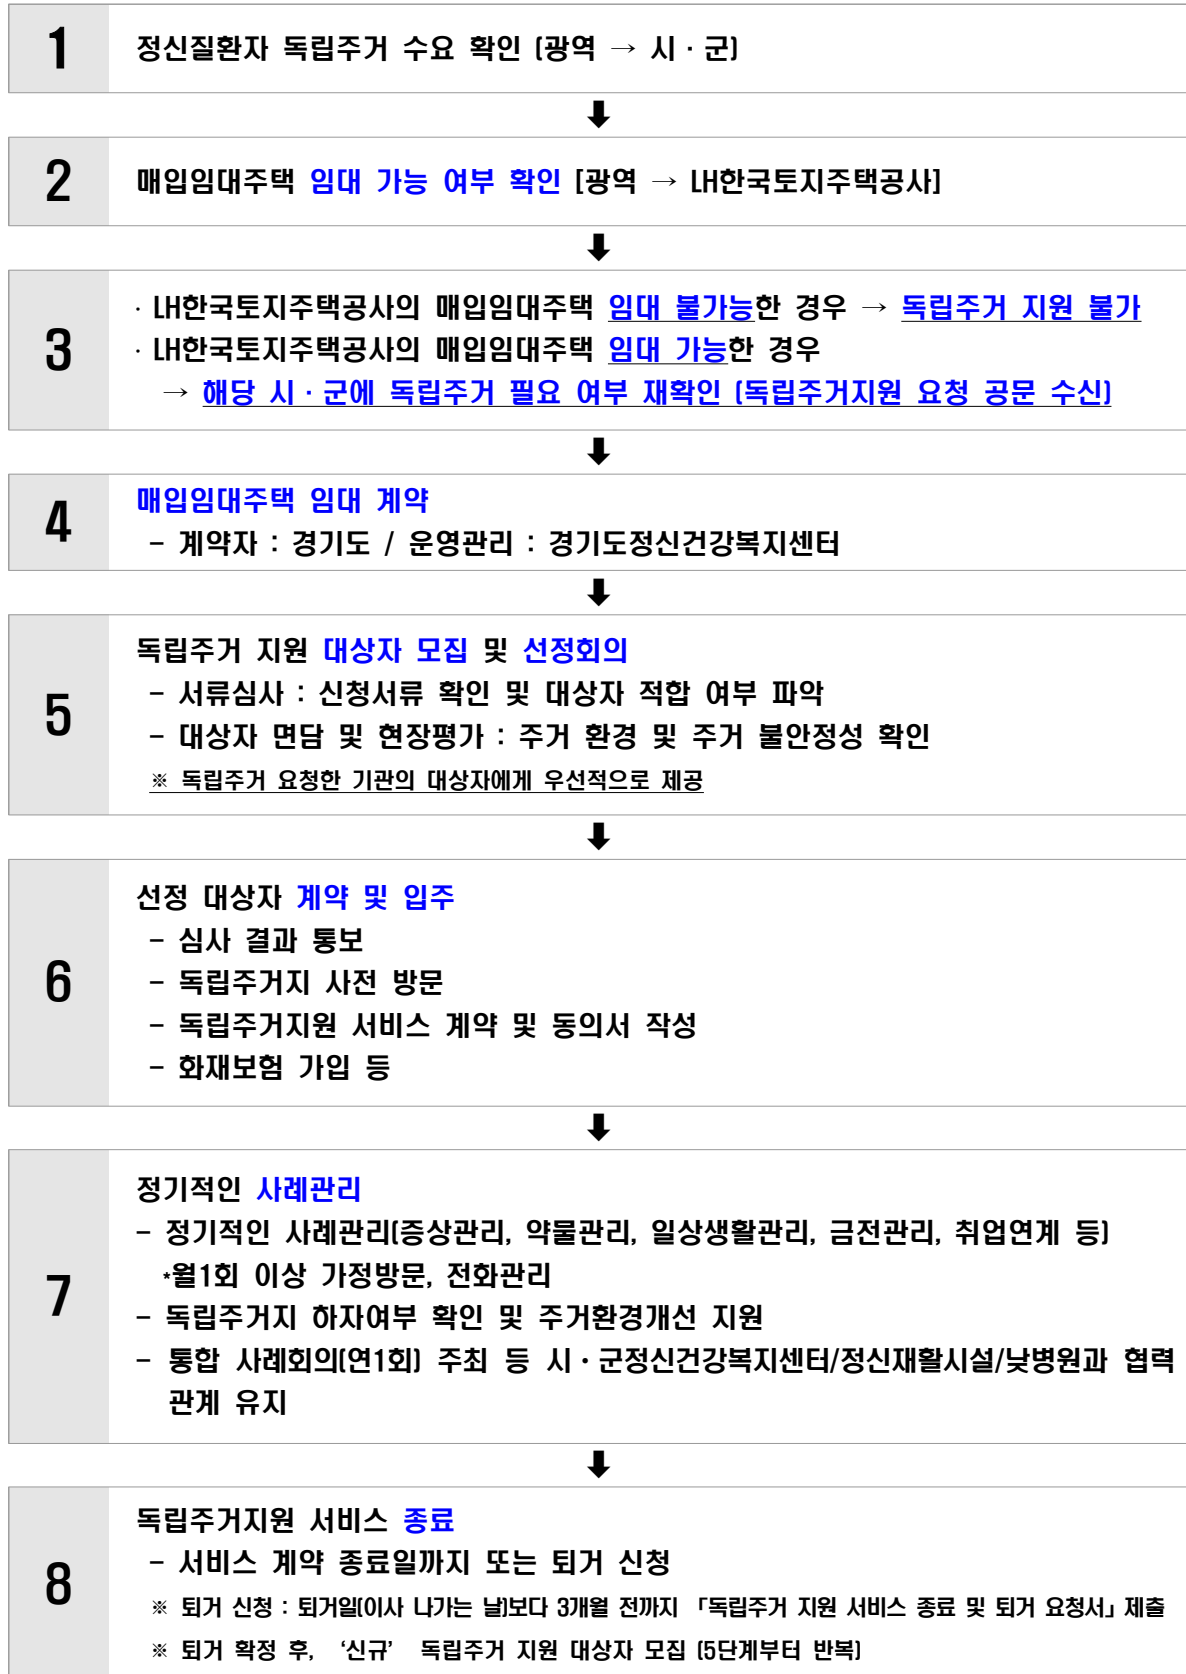 1
정신질환자 독립주거 수요 확인 (광역 → 시·군)
2
매입임대주택 임대 가능 여부 확인 [광역 → LH한국토지주택공사]
3
· LH한국토지주택공사의 매입임대주택 임대 불가능한 경우 → 독립주거 지원 불가
· LH한국토지주택공사의 매입임대주택 임대 가능한 경우
→ 해당 시·군에 독립주거 필요 여부 재확인 (독립주거지원 요청 공문 수신)
4
매입임대주택 임대 계약
- 계약자 : 경기도 / 운영관리 : 경기도정신건강복지센터
5
독립주거 지원 대상자 모집 및 선정회의
- 서류심사 : 신청서류 확인 및 대상자 적합 여부 파악
- 대상자 면담 및 현장평가 : 주거 환경 및 주거 불안정성 확인
※ 독립주거 요청한 기관의 대상자에게 우선적으로 제공
6
선정 대상자 계약 및 입주
- 심사 결과 통보
- 독립주거지 사전 방문
- 독립주거지원 서비스 계약 및 동의서 작성
- 화재보험 가입 등
7
정기적인 사례관리
- 정기적인 사례관리(증상관리, 약물관리, 일상생활관리, 금전관리, 취업연계 등)
*월1회 이상 가정방문, 전화관리
- 독립주거지 하자여부 확인 및 주거환경개선 지원
- 통합 사례회의(연1회) 주최 등 시·군정신건강복지센터/정신재활시설/낮병원과 협력
관계 유지
8
독립주거지원 서비스 종료
- 서비스 계약 종료일까지 또는 퇴거 신청
※ 퇴거 신청 : 퇴거일(이사 나가는 날)보다 3개월 전까지 「독립주거 지원 서비스 종료 및 퇴거 요청서」 제출
※ 퇴거 확정 후, ‘신규’ 독립주거 지원 대상자 모집 (5단계부터 반복)